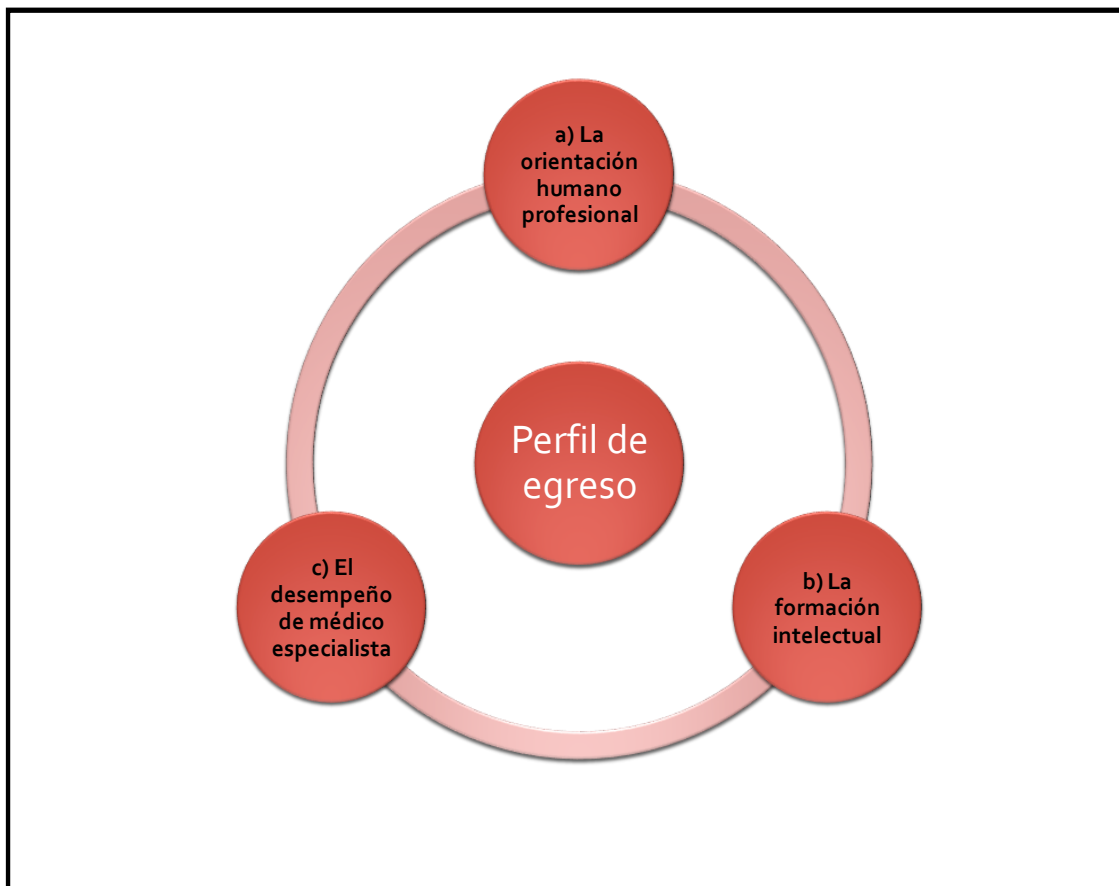 a) La
orientación
humano
profesional
Perfil de
egreso
c) El
desempeño
de médico
especialista
b) La
formación
intelectual